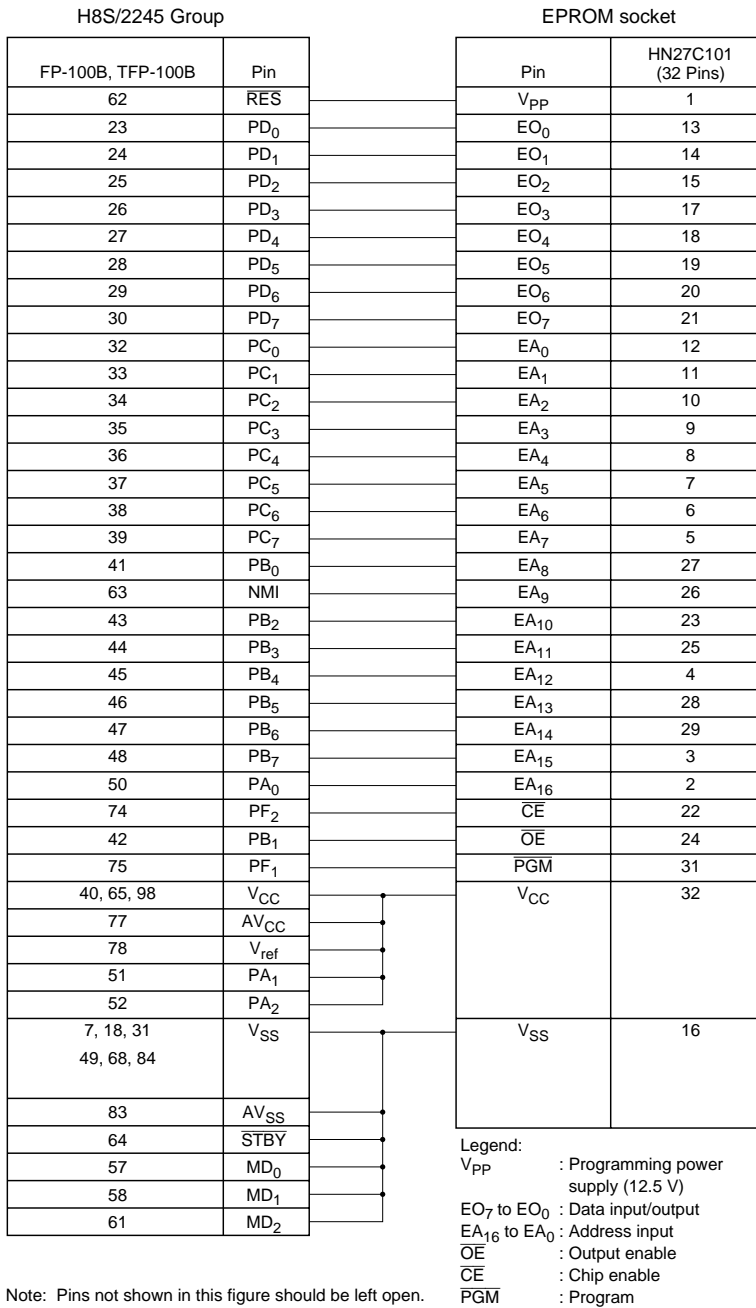 H8S/2245 Group EPROM socket
FP-100B, TFP-100B Pin Pin HN27C101 (32 Pins)
62 RES VPP 1
23 PD0 EO0 13
24 PD1 EO1 14
25 PD2 EO2 15
26 PD3 EO3 17
27 PD4 EO4 18
28 PD5 EO5 19
29 PD6 EO6 20
30 PD7 EO7 21
32 PC0 EA0 12
33 PC1 EA1 11
34 PC2 EA2 10
35 PC3 EA3 9
36 PC4 EA4 8
37 PC5 EA5 7
38 PC6 EA6 6
39 PC7 EA7 5
41 PB0 EA8 27
63 NMI EA9 26
43 PB2 EA10 23
44 PB3 EA11 25
45 PB4 EA12 4
46 PB5 EA13 28
47 PB6 EA14 29
48 PB7 EA15 3
50 PA0 EA16 2
74 PF2 CE 22
42 PB1 OE 24
75 PF1 PGM 31
40, 65, 98 VCC VCC 32
77 AVCC
78 Vref
51 PA1
52 PA2
7, 18, 31 VSS VSS 16
49, 68, 84
83 AVSS
64 STBY
57 MD0
58 MD1
61 MD2
Legend:
VPP : Programming power
supply (12.5 V)
EO7 to EO0 : Data input/output
EA16 to EA0 : Address input
OE : Output enable
CE : Chip enable
PGM : Program
Note: Pins not shown in this figure should be left open.